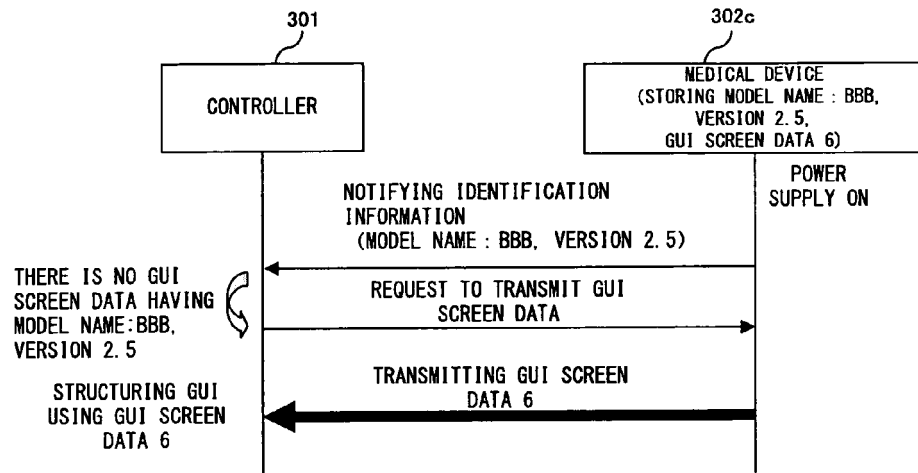 301
302c
CONTROLLER
MEDICAL DEVICE
(STORING MODEL NAME : BBB,
VERSION 2.5,
GUI SCREEN DATA 6)
POWER
SUPPLY ON
NOTIFYING IDENTIFICATION
INFORMATION
(MODEL NAME : BBB, VERSION 2.5)
THERE IS NO GUI
SCREEN DATA HAVING
MODEL NAME:BBB,
VERSION 2.5
REQUEST TO TRANSMIT GUI
SCREEN DATA
STRUCTURING GUI
USING GUI SCREEN
DATA 6
TRANSMITTING GUI SCREEN
DATA 6